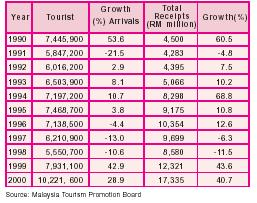 Year Tourist Growth (%) Arrivals Total Receipts (RM million) Growth(%)
1990 7,445,900 53.6 4,500 60.5
1991 5,847,200 -21.5 4,283 -4.8
1992 6,016,200 2.9 4,395 7.5
1993 6,503,900 8.1 5,066 10.2
1994 7,197,200 10.7 8,298 68.8
1995 7,468,700 3.8 9,175 10.8
1996 7,138,500 -4.4 10,354 12.6
1997 6,210,900 -13.0 9,699 -6.3
1998 5,550,700 -10.6 8,580 -11.5
1999 7,931,100 42.9 12,321 43.6
2000 10,221, 600 28.9 17,335 40.7
Source: Malaysia Tourism Promotion Board